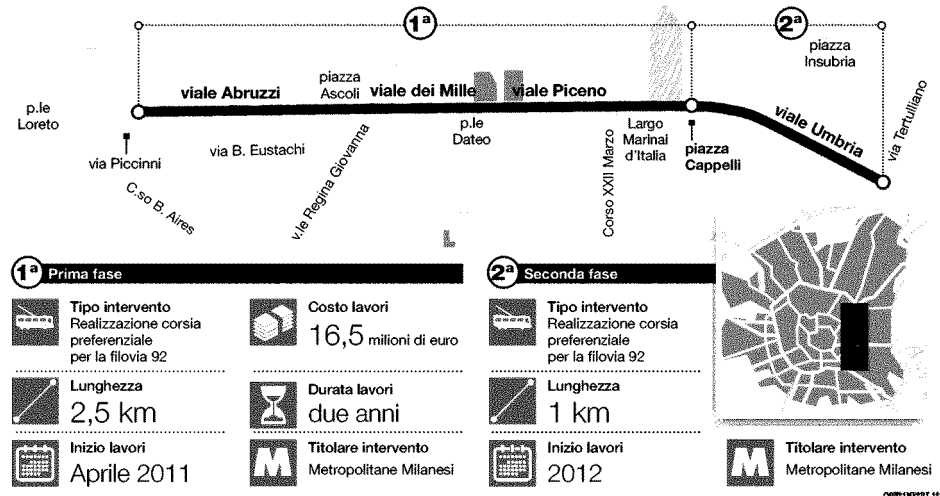 1ª
2ª
piazza
Insubria
piazza
Ascoli
viale Abruzzi
viale dei Mille
viale Piceno
p.le
Loreto
viale Umbria
via Tertulliano
via Piccinni
via B. Eustachi
p.le
Dateo
Largo
Marinai
d'Italia
piazza
Cappelli
C.so B. Aires
v.le Regina Giovanna
Corso XXII Marzo
1ª Prima fase
Tipo intervento
Realizzazione corsia
preferenziale
per la filovia 92
Costo lavori
16,5 milioni di euro
Lunghezza
2,5 km
Durata lavori
due anni
Inizio lavori
Aprile 2011
M
Titolare intervento
Metropolitane Milanesi
2ª Seconda fase
Tipo intervento
Realizzazione corsia
preferenziale
per la filovia 92
Lunghezza
1 km
Inizio lavori
2012
M
Titolare intervento
Metropolitane Milanesi